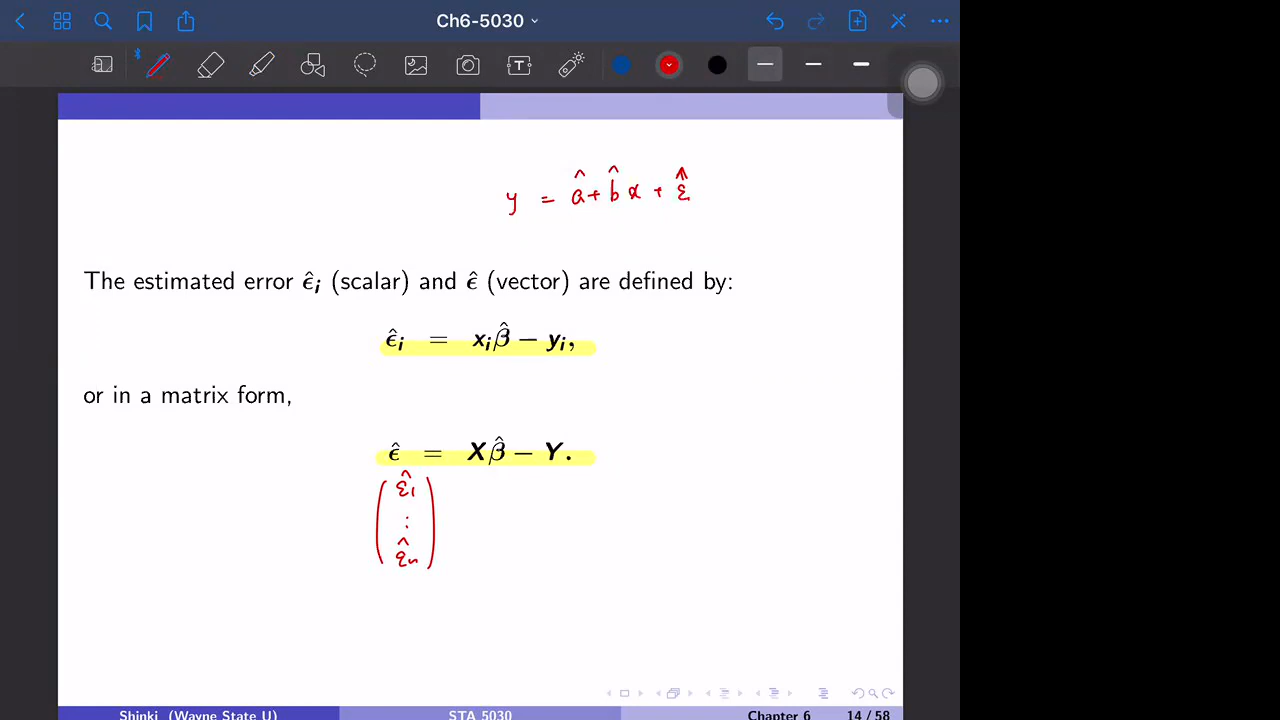 Ch6-5030
T
y = â + b̂x + ε̂
The estimated error ϵ̂ᵢ (scalar) and ϵ̂ (vector) are defined by:
ϵ̂ᵢ = xᵢβ̂ − yᵢ,
or in a matrix form,
ϵ̂ = Xβ̂ − Y.
ε̂₁
⋮
ε̂ₙ
Shinki (Wayne State U) STA 5030 Chapter 6 14 / 58